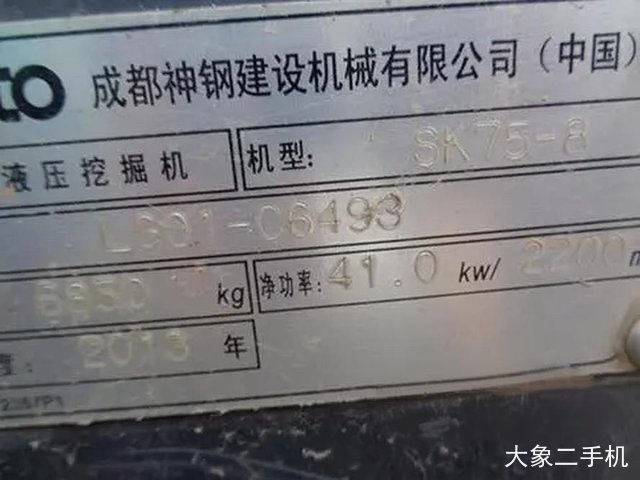 成都神钢建设机械有限公司(中国)
液压挖掘机 机型: SK75-8
-C6493
kg 净功率: 41.0 kw/ 2200
2013 年
大象二手机